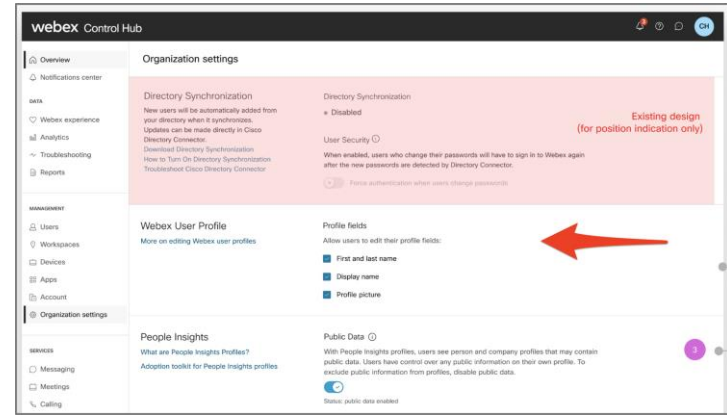 webex Control Hub
CH
Overview
Notifications center
DATA
Webex experience
Analytics
Troubleshooting
Reports
MANAGEMENT
Users
Workspaces
Devices
Apps
Account
Organization settings
SERVICES
Messaging
Meetings
Calling
Organization settings
Directory Synchronization
New users will be automatically added from
your directory when it synchronizes.
Updates can be made directly in Cisco
Directory Connector.
Download Directory Synchronization
How to Turn On Directory Synchronization
Troubleshoot Cisco Directory Connector
Directory Synchronization
Disabled
User Security
When enabled, users who change their passwords will have to sign in to Webex again
after the new passwords are detected by Directory Connector.
Force authentication when users change passwords
Existing design
(for position indication only)
Webex User Profile
More on editing Webex user profiles
Profile fields
Allow users to edit their profile fields:
First and last name
Display name
Profile picture
People Insights
What are People Insights Profiles?
Adoption toolkit for People Insights profiles
Public Data
With People Insights profiles, users see person and company profiles that may contain
public data. Users have control over any public information on their own profile. To
exclude public information from profiles, disable public data.
Status: public data enabled
3